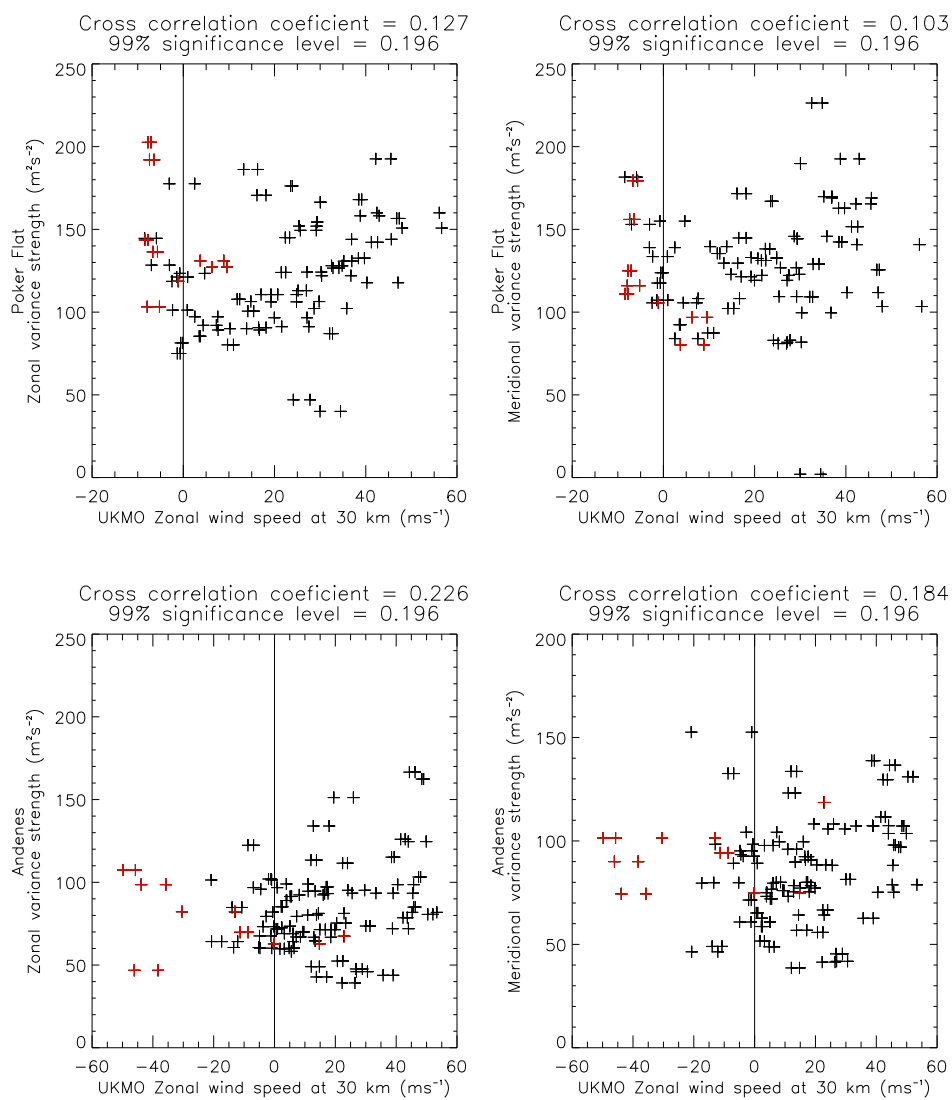 Cross correlation coeficient = 0.127
99% significance level = 0.196
250
200
150
100
50
0
Poker Flat
Zonal variance strength (m²s⁻²)
−20 0 20 40 60
UKMO Zonal wind speed at 30 km (ms⁻¹)
Cross correlation coeficient = 0.103
99% significance level = 0.196
250
200
150
100
50
0
Poker Flat
Meridional variance strength (m²s⁻²)
−20 0 20 40 60
UKMO Zonal wind speed at 30 km (ms⁻¹)
Cross correlation coeficient = 0.226
99% significance level = 0.196
250
200
150
100
50
0
Andenes
Zonal variance strength (m²s⁻²)
−60 −40 −20 0 20 40 60
UKMO Zonal wind speed at 30 km (ms⁻¹)
Cross correlation coeficient = 0.184
99% significance level = 0.196
200
150
100
50
0
Andenes
Meridional variance strength (m²s⁻²)
−60 −40 −20 0 20 40 60
UKMO Zonal wind speed at 30 km (ms⁻¹)